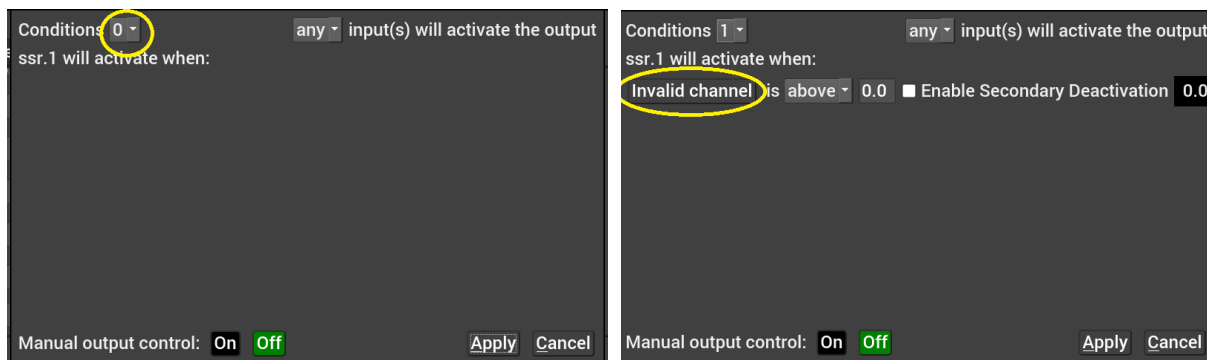 Conditions 0 any input(s) will activate the output
ssr.1 will activate when:
Manual output control: On Off Apply Cancel
Conditions 1 any input(s) will activate the output
ssr.1 will activate when:
Invalid channel is above 0.0 Enable Secondary Deactivation 0.0
Manual output control: On Off Apply Cancel